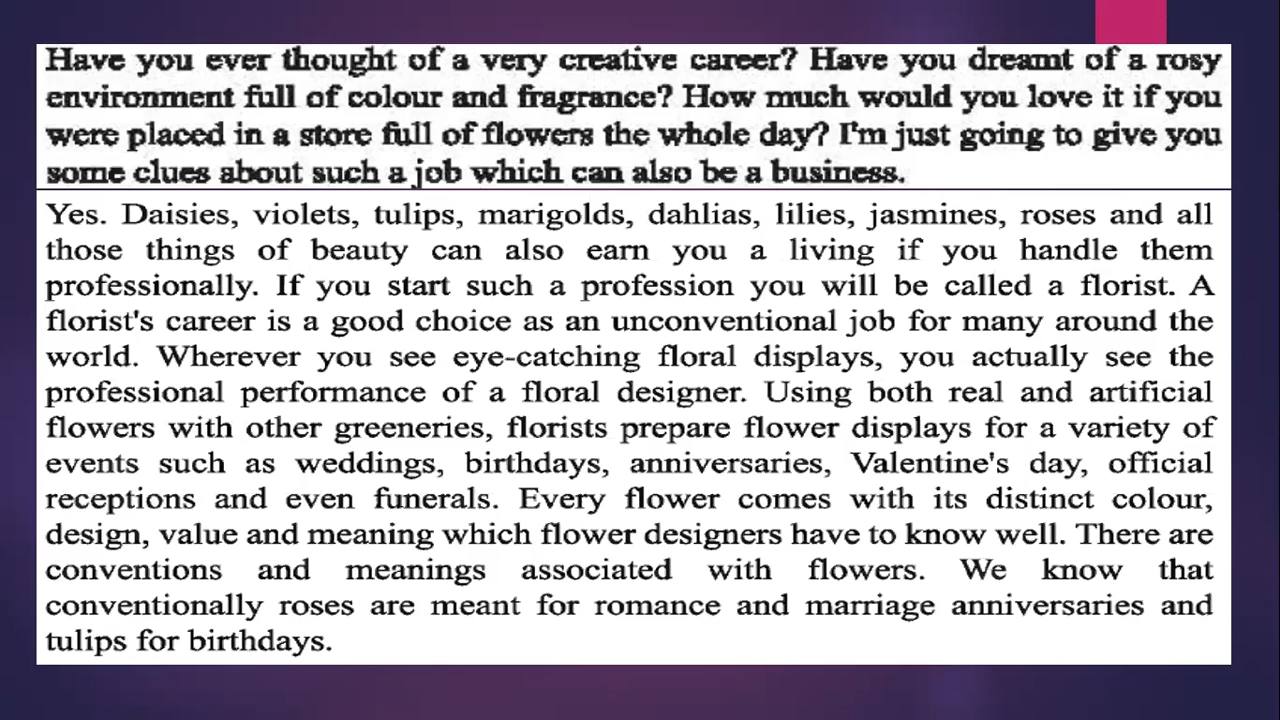 Have you ever thought of a very creative career? Have you dreamt of a rosy
environment full of colour and fragrance? How much would you love it if you
were placed in a store full of flowers the whole day? I'm just going to give you
some clues about such a job which can also be a business.
Yes. Daisies, violets, tulips, marigolds, dahlias, lilies, jasmines, roses and all
those things of beauty can also earn you a living if you handle them
professionally. If you start such a profession you will be called a florist. A
florist's career is a good choice as an unconventional job for many around the
world. Wherever you see eye-catching floral displays, you actually see the
professional performance of a floral designer. Using both real and artificial
flowers with other greeneries, florists prepare flower displays for a variety of
events such as weddings, birthdays, anniversaries, Valentine's day, official
receptions and even funerals. Every flower comes with its distinct colour,
design, value and meaning which flower designers have to know well. There are
conventions and meanings associated with flowers. We know that
conventionally roses are meant for romance and marriage anniversaries and
tulips for birthdays.